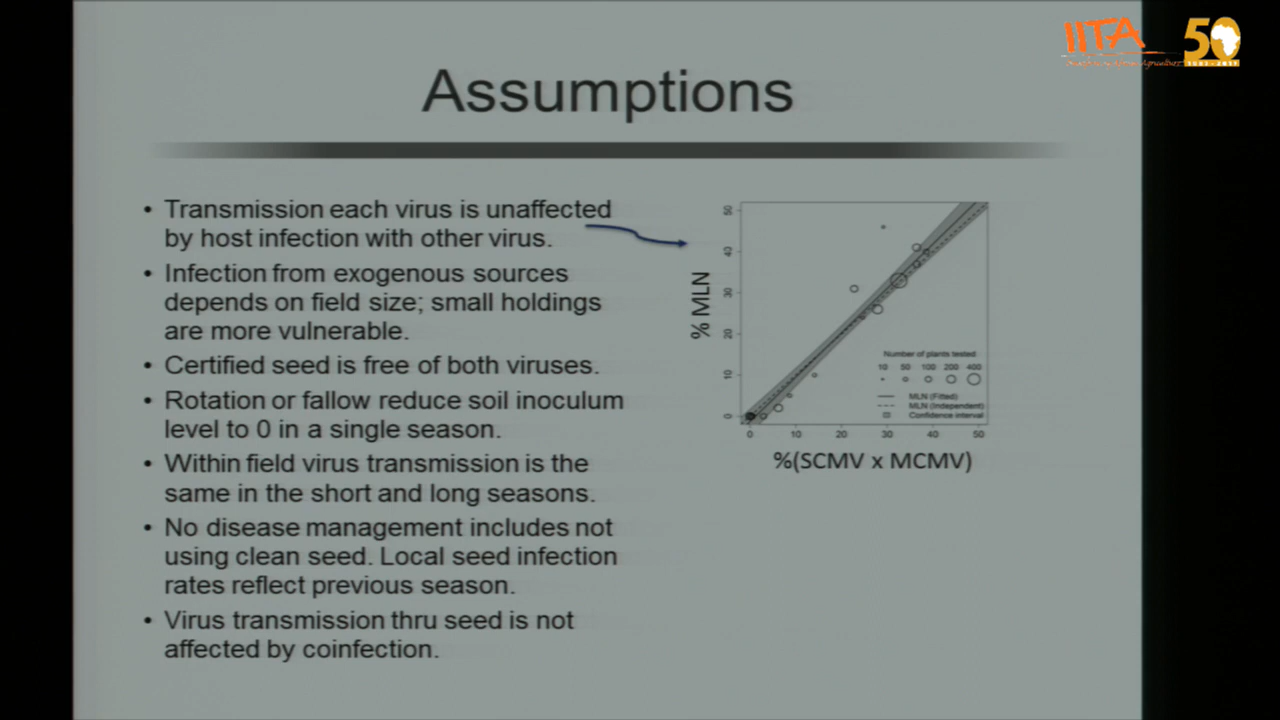 IITA 50
Assumptions
• Transmission each virus is unaffected
by host infection with other virus.
• Infection from exogenous sources
depends on field size; small holdings
are more vulnerable.
• Certified seed is free of both viruses.
• Rotation or fallow reduce soil inoculum
level to 0 in a single season.
• Within field virus transmission is the
same in the short and long seasons.
• No disease management includes not
using clean seed. Local seed infection
rates reflect previous season.
• Virus transmission thru seed is not
affected by coinfection.
% MLN
50
40
30
20
10
0
Number of plants tested
10 50 100 200 400
MLN (Fitted)
MLN (Independent)
Confidence interval
0 10 20 30 40 50
%(SCMV x MCMV)